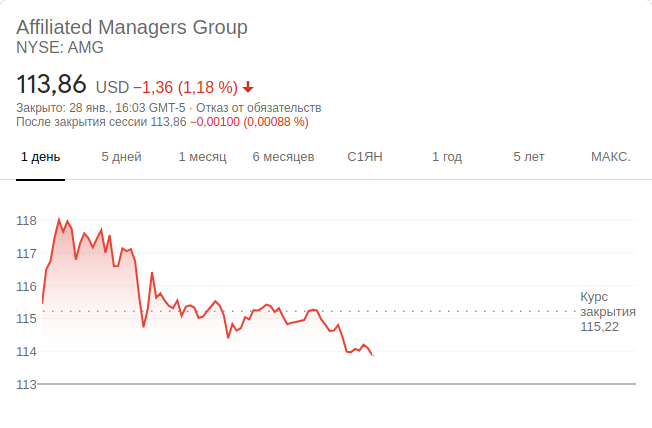 Affiliated Managers Group
NYSE: AMG
113,86 USD −1,36 (1,18 %)
Закрыто: 28 янв., 16:03 GMT-5 · Отказ от обязательств
После закрытия сессии 113,86 −0,00100 (0,00088 %)
1 день 5 дней 1 месяц 6 месяцев С1ЯН 1 год 5 лет МАКС.
118
117
116
Курс
115 закрытия
115,22
114
113